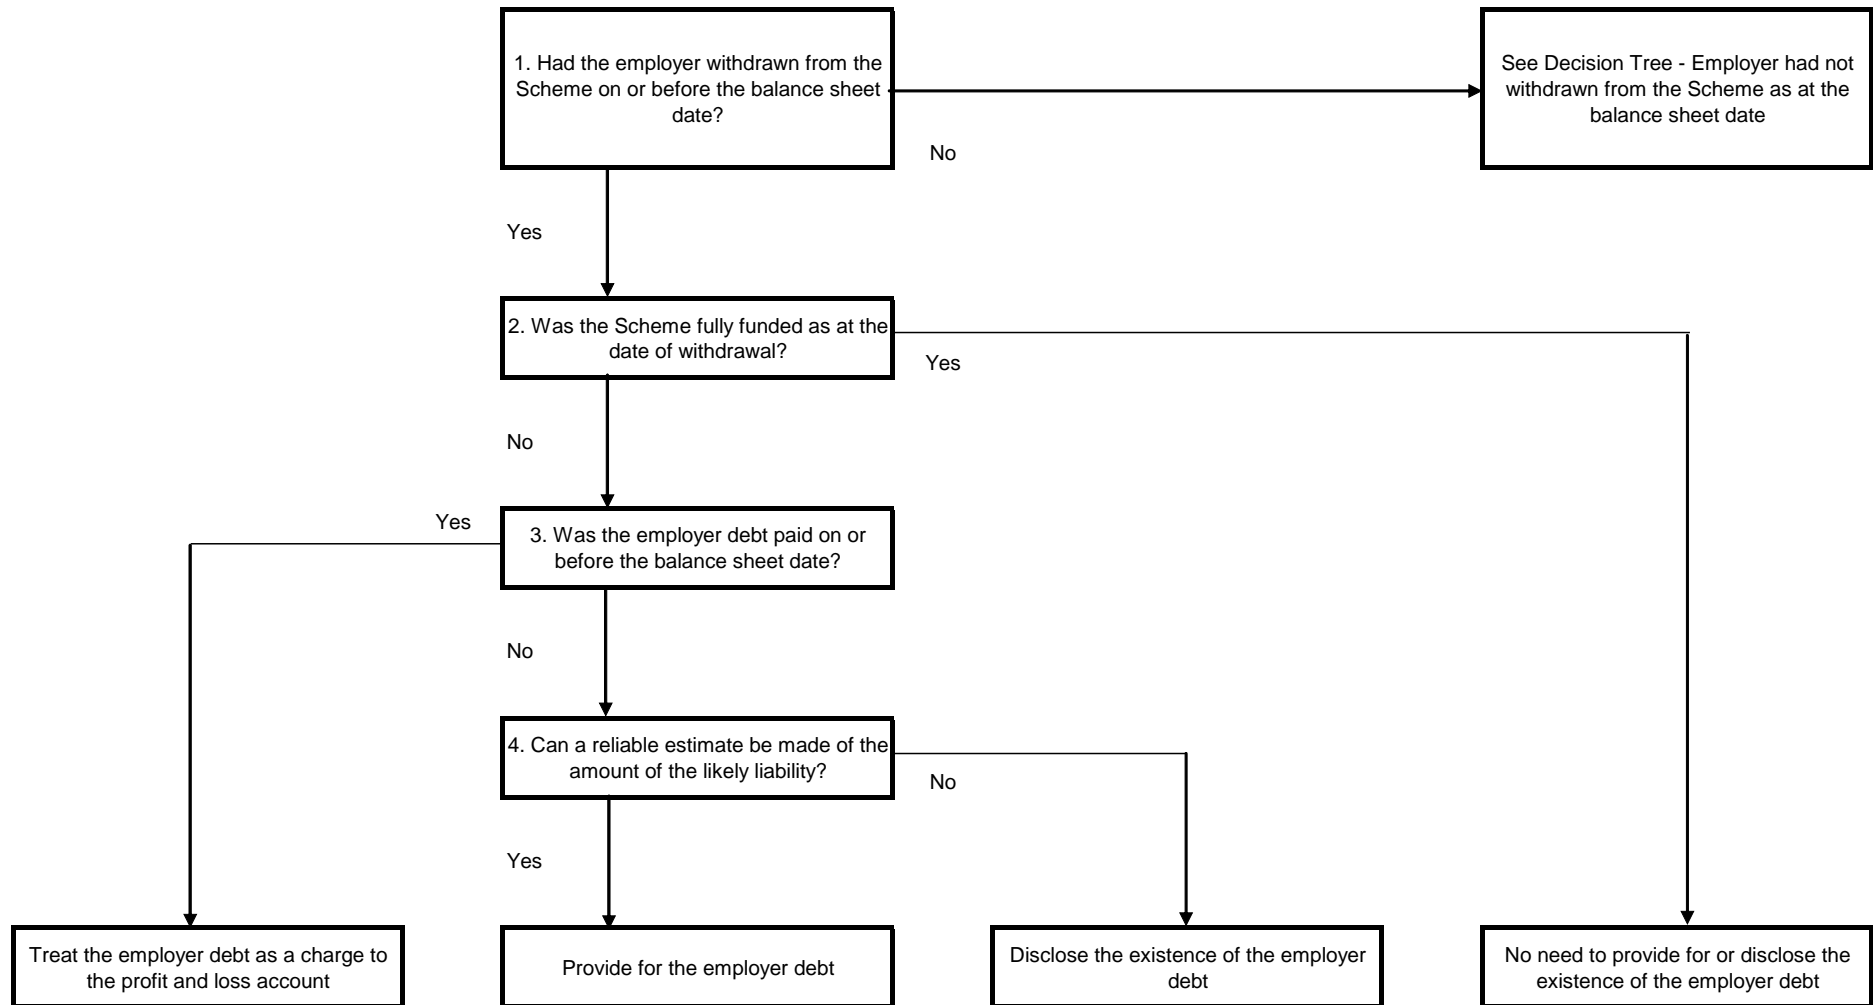 1. Had the employer withdrawn from the
Scheme on or before the balance sheet
date?
See Decision Tree - Employer had not
withdrawn from the Scheme as at the
balance sheet date
No
Yes
2. Was the Scheme fully funded as at the
date of withdrawal?
Yes
No
Yes
3. Was the employer debt paid on or
before the balance sheet date?
No
4. Can a reliable estimate be made of the
amount of the likely liability?
No
Yes
Treat the employer debt as a charge to
the profit and loss account
Provide for the employer debt
Disclose the existence of the employer
debt
No need to provide for or disclose the
existence of the employer debt